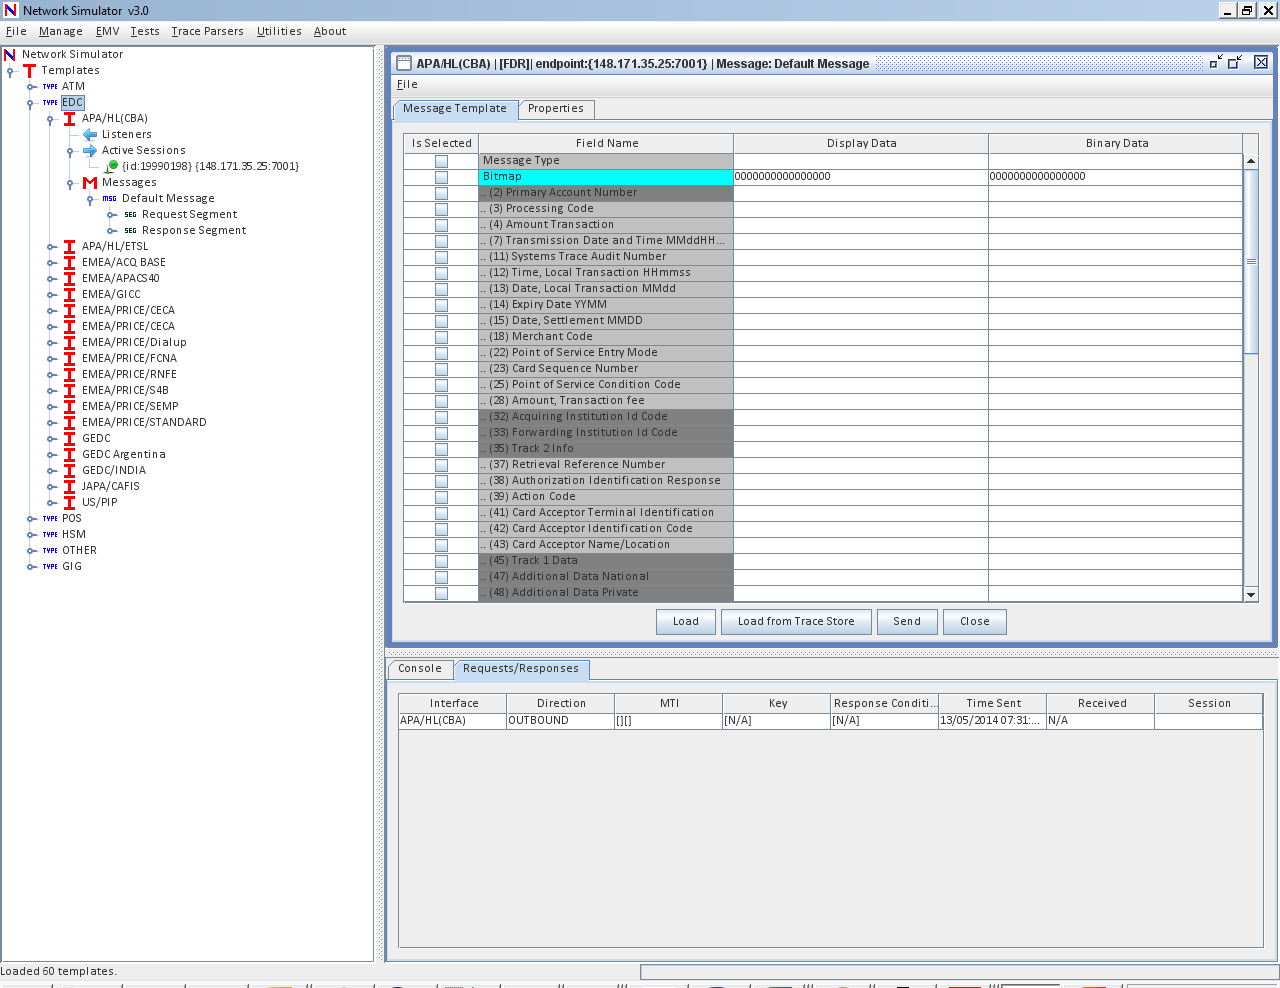 Network Simulator  v3.0
File Manage EMV Tests Trace Parsers Utilities About
Network Simulator
Templates
TYPE ATM
TYPE EDC
APA/HL(CBA)
Listeners
Active Sessions
{id:19990198} {148.171.35.25:7001}
Messages
MSG Default Message
SEG Request Segment
SEG Response Segment
APA/HL/ETSL
EMEA/ACQ BASE
EMEA/APACS40
EMEA/GICC
EMEA/PRICE/CECA
EMEA/PRICE/CECA
EMEA/PRICE/Dialup
EMEA/PRICE/FCNA
EMEA/PRICE/RNFE
EMEA/PRICE/S4B
EMEA/PRICE/SEMP
EMEA/PRICE/STANDARD
GEDC
GEDC Argentina
GEDC/INDIA
JAPA/CAFIS
US/PIP
TYPE POS
TYPE HSM
TYPE OTHER
TYPE GIG
APA/HL(CBA) | [FDR]| endpoint:{148.171.35.25:7001} | Message: Default Message
File
Message Template Properties
Is Selected Field Name Display Data Binary Data
Message Type
Bitmap 0000000000000000 0000000000000000
.. (2) Primary Account Number
.. (3) Processing Code
.. (4) Amount Transaction
.. (7) Transmission Date and Time MMddHH...
.. (11) Systems Trace Audit Number
.. (12) Time, Local Transaction HHmmss
.. (13) Date, Local Transaction MMdd
.. (14) Expiry Date YYMM
.. (15) Date, Settlement MMDD
.. (18) Merchant Code
.. (22) Point of Service Entry Mode
.. (23) Card Sequence Number
.. (25) Point of Service Condition Code
.. (28) Amount, Transaction fee
.. (32) Acquiring Institution Id Code
.. (33) Forwarding Institution Id Code
.. (35) Track 2 Info
.. (37) Retrieval Reference Number
.. (38) Authorization Identification Response
.. (39) Action Code
.. (41) Card Acceptor Terminal Identification
.. (42) Card Acceptor Identification Code
.. (43) Card Acceptor Name/Location
.. (45) Track 1 Data
.. (47) Additional Data National
.. (48) Additional Data Private
Load Load from Trace Store Send Close
Console Requests/Responses
Interface Direction MTI Key Response Conditi... Time Sent Received Session
APA/HL(CBA) OUTBOUND [][] [N/A] [N/A] 13/05/2014 07:31:... N/A
Loaded 60 templates.